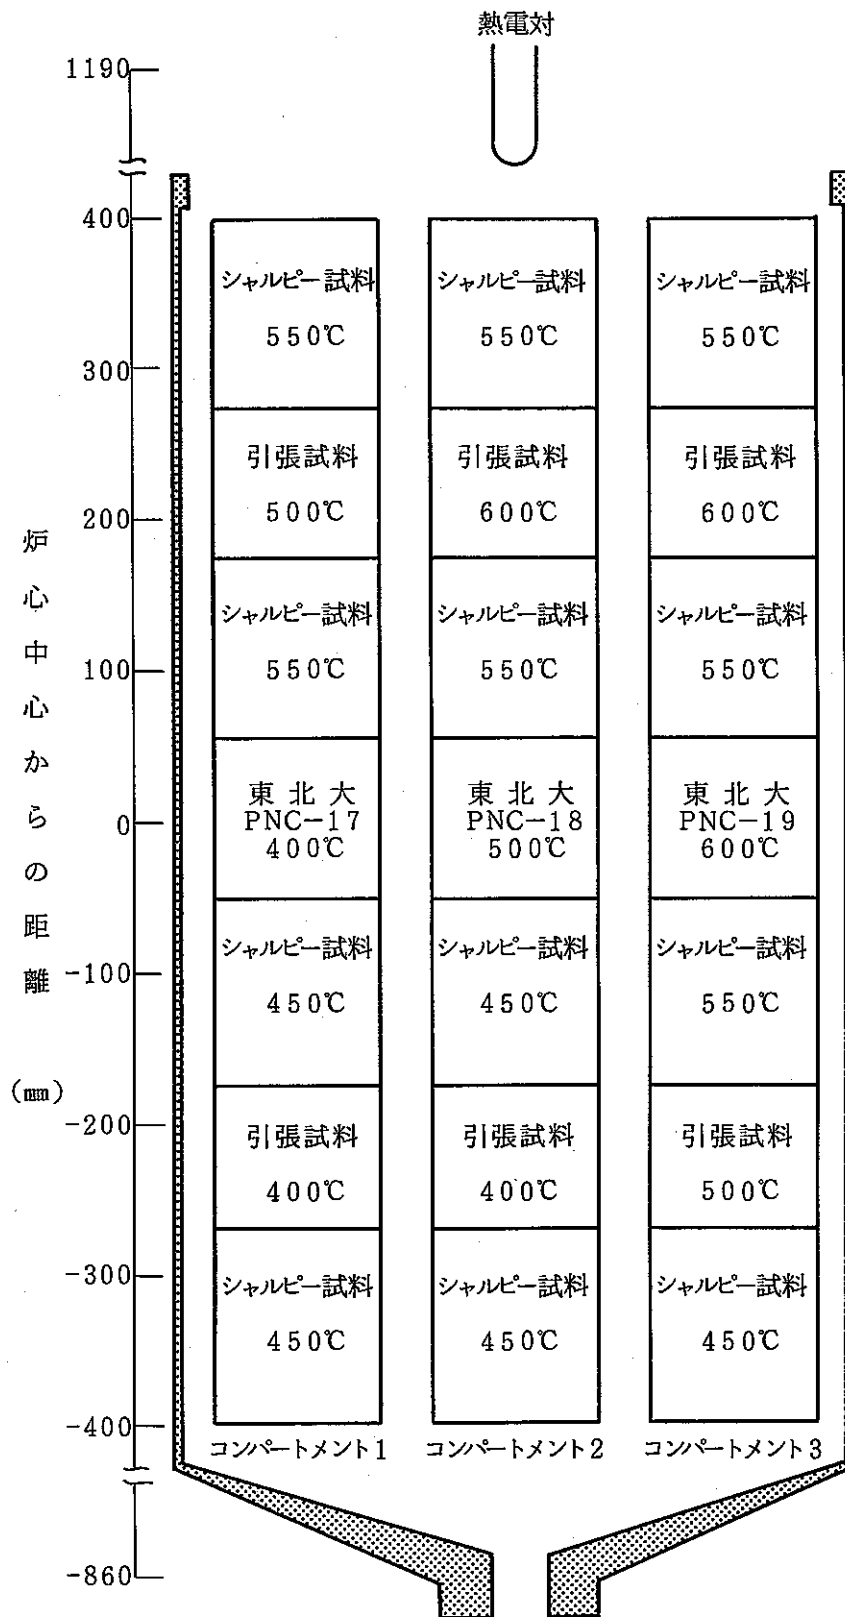 熱電対
1190
400
300
200
100
0
-100
-200
-300
-400
-860
炉心中心からの距離
(㎜)
シャルピー試料
550℃
引張試料
500℃
シャルピー試料
550℃
東北大
PNC-17
400℃
シャルピー試料
450℃
引張試料
400℃
シャルピー試料
450℃
コンパートメント1
シャルピー試料
550℃
引張試料
600℃
シャルピー試料
550℃
東北大
PNC-18
500℃
シャルピー試料
450℃
引張試料
400℃
シャルピー試料
450℃
コンパートメント2
シャルピー試料
550℃
引張試料
600℃
シャルピー試料
550℃
東北大
PNC-19
600℃
シャルピー試料
550℃
引張試料
500℃
シャルピー試料
450℃
コンパートメント3